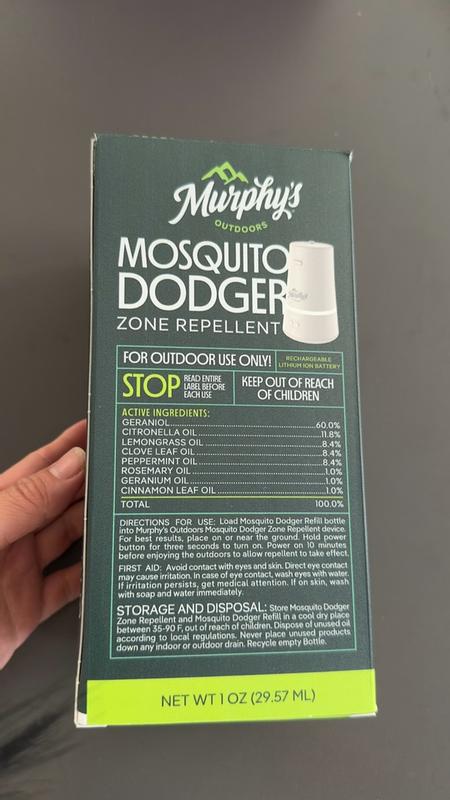 Murphy's
OUTDOORS
MOSQUITO
DODGER
ZONE REPELLENT
FOR OUTDOOR USE ONLY!
RECHARGEABLE
LITHIUM ION BATTERY
STOP
READ ENTIRE
LABEL BEFORE
EACH USE
KEEP OUT OF REACH
OF CHILDREN
ACTIVE INGREDIENTS:
GERANIOL 60.0%
CITRONELLA OIL 11.8%
LEMONGRASS OIL 8.4%
CLOVE LEAF OIL 8.4%
PEPPERMINT OIL 8.4%
ROSEMARY OIL 1.0%
GERANIUM OIL 1.0%
CINNAMON LEAF OIL 1.0%
TOTAL 100.0%
DIRECTIONS FOR USE: Load Mosquito Dodger Refill bottle
into Murphy's Outdoors Mosquito Dodger Zone Repellent device.
For best results, place on or near the ground. Hold power
button for three seconds to turn on. Power on 10 minutes
before enjoying the outdoors to allow repellent to take effect.
FIRST AID: Avoid contact with eyes and skin. Direct eye contact
may cause irritation. In case of eye contact, wash eyes with water.
If irritation persists, get medical attention. If on skin, wash
with soap and water immediately.
STORAGE AND DISPOSAL: Store Mosquito Dodger
Zone Repellent and Mosquito Dodger Refill in a cool dry place
between 35-90 F, out of reach of children. Dispose of unused oil
according to local regulations. Never place unused products
down any indoor or outdoor drain. Recycle empty Bottle.
NET WT 1 OZ (29.57 ML)